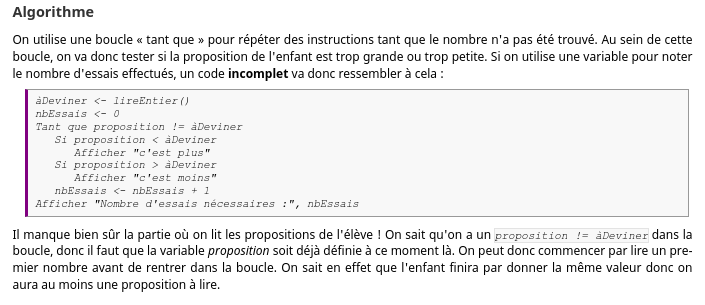 Algorithme
On utilise une boucle « tant que » pour répéter des instructions tant que le nombre n'a pas été trouvé. Au sein de cette
boucle, on va donc tester si la proposition de l'enfant est trop grande ou trop petite. Si on utilise une variable pour noter
le nombre d'essais effectués, un code incomplet va donc ressembler à cela :
àDeviner <- lireEntier()
nbEssais <- 0
Tant que proposition != àDeviner
   Si proposition < àDeviner
      Afficher "c'est plus"
   Si proposition > àDeviner
      Afficher "c'est moins"
   nbEssais <- nbEssais + 1
Afficher "Nombre d'essais nécessaires :", nbEssais
Il manque bien sûr la partie où on lit les propositions de l'élève ! On sait qu'on a un proposition != àDeviner dans la
boucle, donc il faut que la variable proposition soit déjà définie à ce moment là. On peut donc commencer par lire un pre-
mier nombre avant de rentrer dans la boucle. On sait en effet que l'enfant finira par donner la même valeur donc on
aura au moins une proposition à lire.